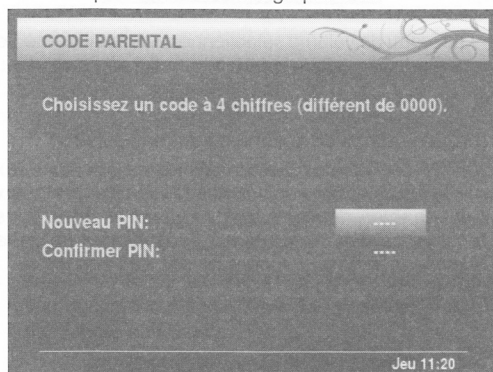 CODE PARENTAL
Choisissez un code à 4 chiffres (différent de 0000).
Nouveau PIN: ----
Confirmer PIN: ----
Jeu 11:20